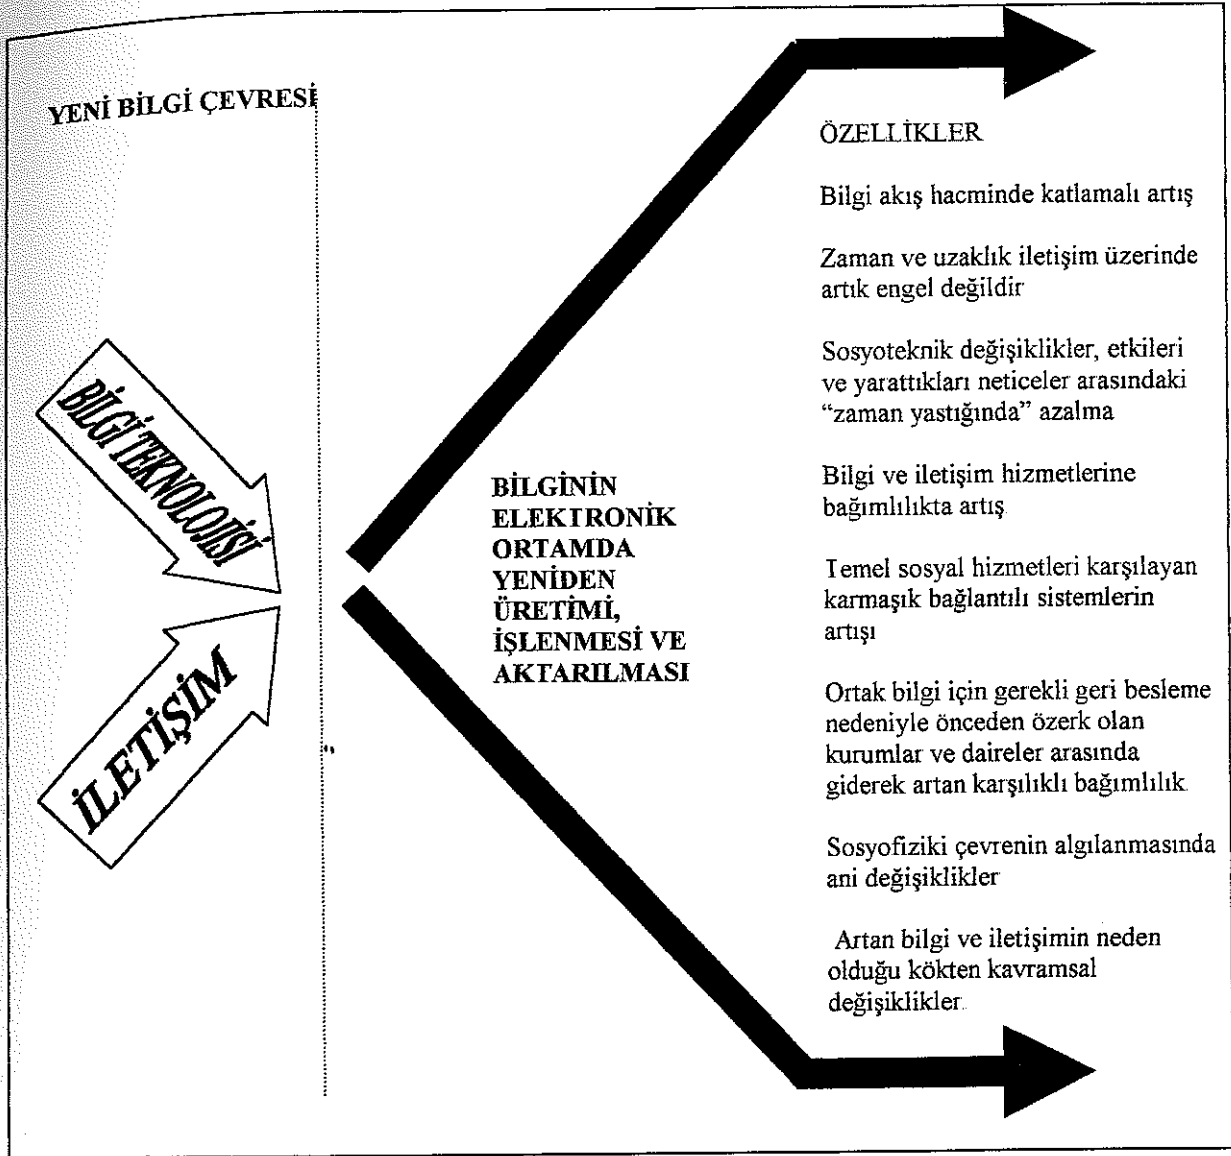 YENİ BİLGİ ÇEVRESİ
BİLGİ TEKNOLOJİSİ
İLETİŞİM
BİLGİNİN
ELEKTRONİK
ORTAMDA
YENİDEN
ÜRETİMİ,
İŞLENMESİ VE
AKTARILMASI
ÖZELLİKLER
Bilgi akış hacminde katlamalı artış
Zaman ve uzaklık iletişim üzerinde
artık engel değildir
Sosyoteknik değişiklikler, etkileri
ve yarattıkları neticeler arasındaki
“zaman yastığında” azalma
Bilgi ve iletişim hizmetlerine
bağımlılıkta artış
Temel sosyal hizmetleri karşılayan
karmaşık bağlantılı sistemlerin
artışı
Ortak bilgi için gerekli geri besleme
nedeniyle önceden özerk olan
kurumlar ve daireler arasında
giderek artan karşılıklı bağımlılık.
Sosyofiziki çevrenin algılanmasında
ani değişiklikler
Artan bilgi ve iletişimin neden
olduğu kökten kavramsal
değişiklikler.